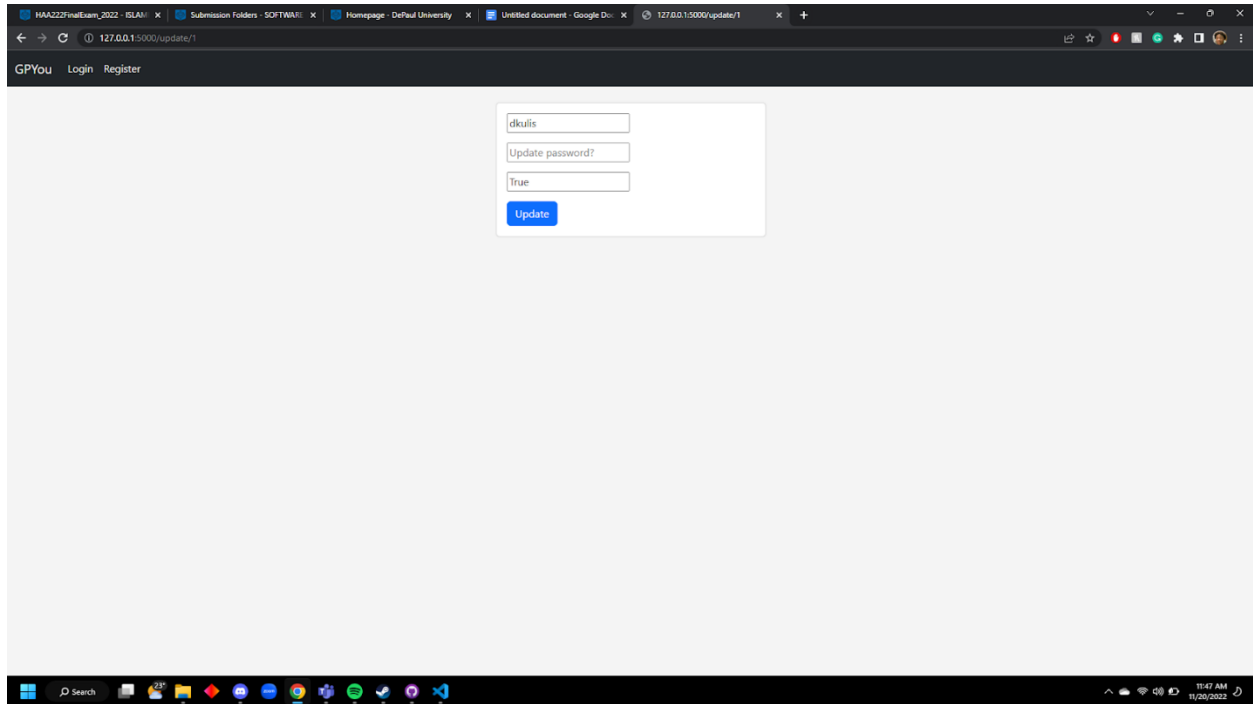 HAA222FinalExam_2022 - ISLAM
Submission Folders - SOFTWARE
Homepage - DePaul University
Untitled document - Google Doc
127.0.0.1:5000/update/1
127.0.0.1:5000/update/1
GPYou Login Register
dkulis
Update password?
True
Update
Search
23°
zoom
11:47 AM
11/20/2022